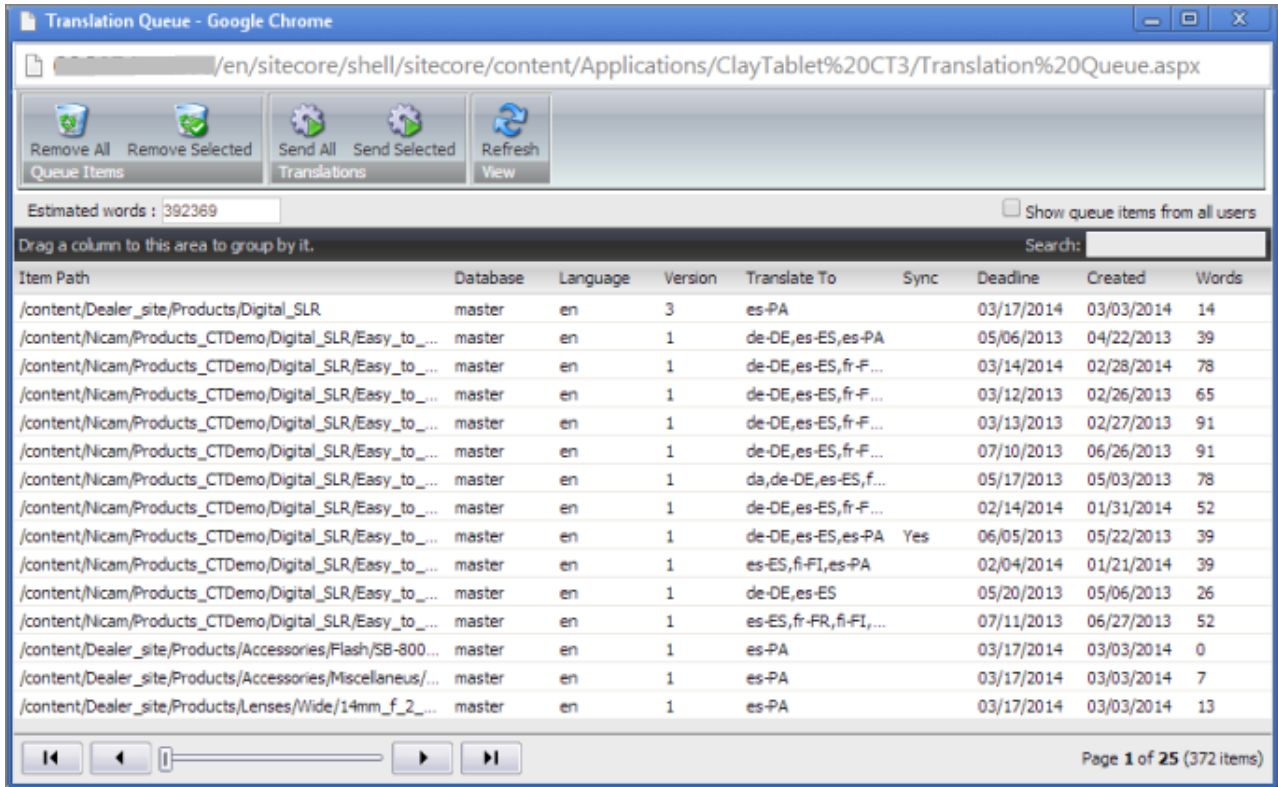 Translation Queue - Google Chrome
/en/sitecore/shell/sitecore/content/Applications/ClayTablet%20CT3/Translation%20Queue.aspx
Remove All Remove Selected Send All Send Selected Refresh
Queue Items Translations View
Estimated words : 392369 Show queue items from all users
Drag a column to this area to group by it. Search:
Item Path Database Language Version Translate To Sync Deadline Created Words
/content/Dealer_site/Products/Digital_SLR master en 3 es-PA 03/17/2014 03/03/2014 14
/content/Nicam/Products_CTDemo/Digital_SLR/Easy_to_... master en 1 de-DE,es-ES,es-PA 05/06/2013 04/22/2013 39
/content/Nicam/Products_CTDemo/Digital_SLR/Easy_to_... master en 1 de-DE,es-ES,fr-F... 03/14/2014 02/28/2014 78
/content/Nicam/Products_CTDemo/Digital_SLR/Easy_to_... master en 1 de-DE,es-ES,fr-F... 03/12/2013 02/26/2013 65
/content/Nicam/Products_CTDemo/Digital_SLR/Easy_to_... master en 1 de-DE,es-ES,fr-F... 03/13/2013 02/27/2013 91
/content/Nicam/Products_CTDemo/Digital_SLR/Easy_to_... master en 1 de-DE,es-ES,fr-F... 07/10/2013 06/26/2013 91
/content/Nicam/Products_CTDemo/Digital_SLR/Easy_to_... master en 1 da,de-DE,es-ES,f... 05/17/2013 05/03/2013 78
/content/Nicam/Products_CTDemo/Digital_SLR/Easy_to_... master en 1 de-DE,es-ES,fr-F... 02/14/2014 01/31/2014 52
/content/Nicam/Products_CTDemo/Digital_SLR/Easy_to_... master en 1 de-DE,es-ES,es-PA Yes 06/05/2013 05/22/2013 39
/content/Nicam/Products_CTDemo/Digital_SLR/Easy_to_... master en 1 es-ES,fi-FI,es-PA 02/04/2014 01/21/2014 39
/content/Nicam/Products_CTDemo/Digital_SLR/Easy_to_... master en 1 de-DE,es-ES 05/20/2013 05/06/2013 26
/content/Nicam/Products_CTDemo/Digital_SLR/Easy_to_... master en 1 es-ES,fr-FR,fi-FI,... 07/11/2013 06/27/2013 52
/content/Dealer_site/Products/Accessories/Flash/SB-800... master en 1 es-PA 03/17/2014 03/03/2014 0
/content/Dealer_site/Products/Accessories/Miscellaneus/... master en 1 es-PA 03/17/2014 03/03/2014 7
/content/Dealer_site/Products/Lenses/Wide/14mm_f_2_... master en 1 es-PA 03/17/2014 03/03/2014 13
Page 1 of 25 (372 items)